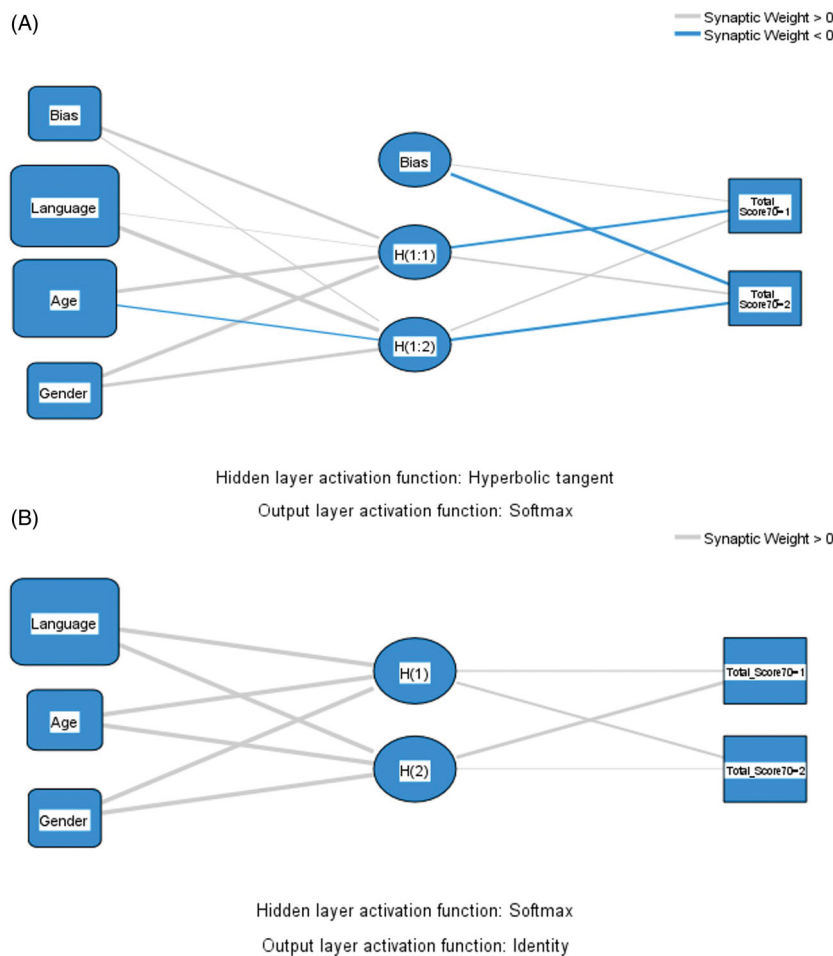 (A)
Synaptic Weight > 0
Synaptic Weight < 0
Bias
Language
Age
Gender
Bias
H(1:1)
H(1:2)
Total_
Score70=1
Total_
Score70=2
Hidden layer activation function: Hyperbolic tangent
Output layer activation function: Softmax
(B)
Synaptic Weight > 0
Language
Age
Gender
H(1)
H(2)
Total_Score70=1
Total_Score70=2
Hidden layer activation function: Softmax
Output layer activation function: Identity